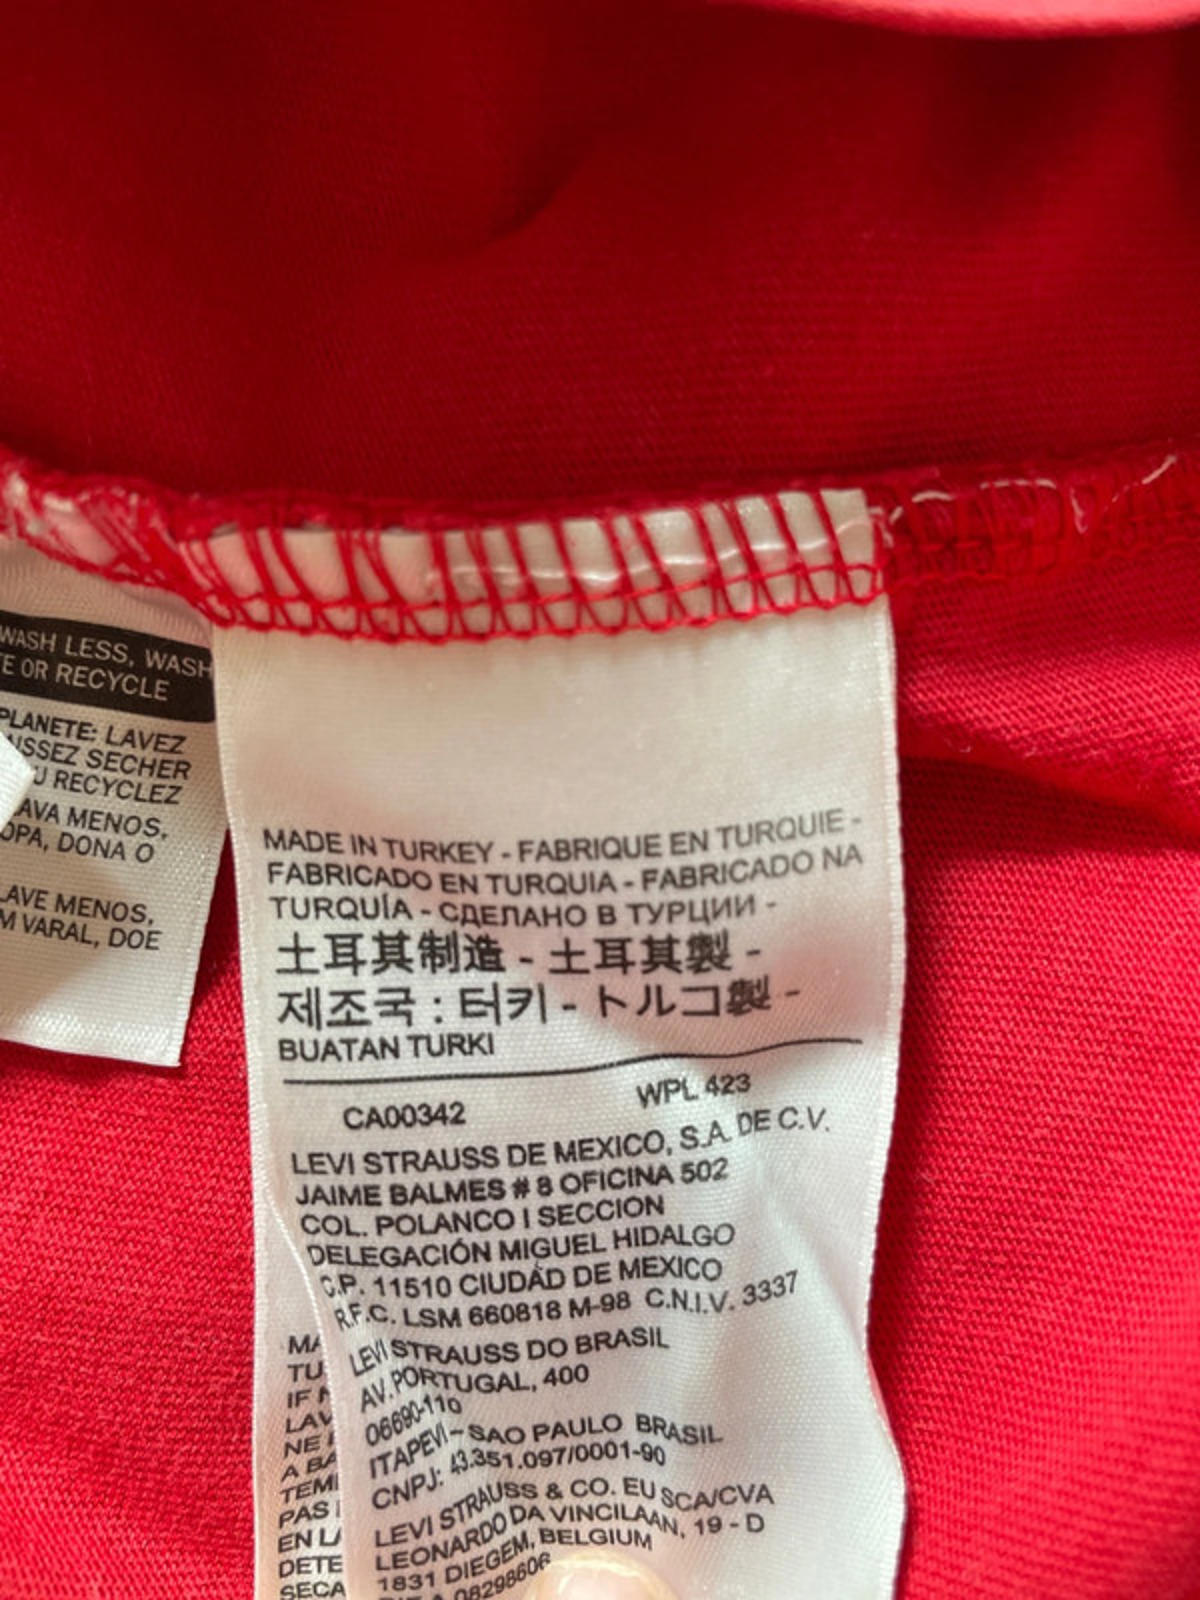 WASH LESS, WASH
OR RECYCLE
PLANETE: LAVEZ
SECHER
RECYCLEZ
MENOS,
DONA O
MENOS,
VARAL, DOE
MADE IN TURKEY - FABRIQUE EN TURQUIE -
FABRICADO EN TURQUIA - FABRICADO NA
TURQUÍA - СДЕЛАНО В ТУРЦИИ -
土耳其制造 - 土耳其製 -
제조국 : 터키 - トルコ製 -
BUATAN TURKI
CA00342 WPL 423
LEVI STRAUSS DE MEXICO, S.A. DE C.V.
JAIME BALMES # 8 OFICINA 502
COL. POLANCO I SECCION
DELEGACIÓN MIGUEL HIDALGO
C.P. 11510 CIUDAD DE MEXICO
R.F.C. LSM 660818 M-98 C.N.I.V. 3337
LEVI STRAUSS DO BRASIL
AV. PORTUGAL, 400
06690-110
ITAPEVI – SAO PAULO BRASIL
CNPJ: 43.351.097/0001-90
LEVI STRAUSS & CO. EU SCA/CVA
LEONARDO DA VINCILAAN, 19 - D
1831 DIEGEM, BELGIUM
08298606
EN